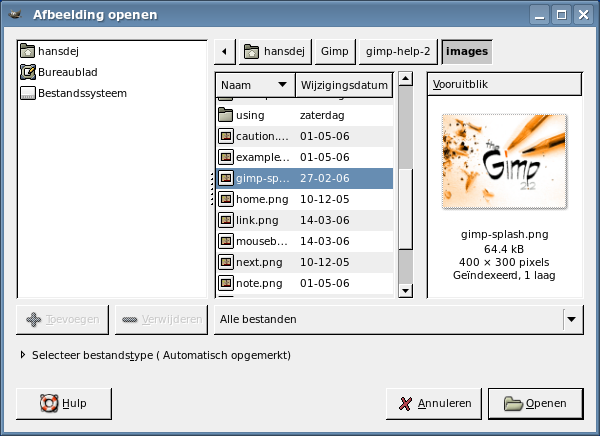 Afbeelding openen
hansdej
Bureaublad
Bestandssysteem
hansdej Gimp gimp-help-2 images
Naam Wijzigingsdatum
using zaterdag
caution.... 01-05-06
example... 01-05-06
gimp-sp... 27-02-06
home.png 10-12-05
link.png 14-03-06
mouseb... 14-03-06
next.png 10-12-05
note.png 01-05-06
Vooruitblik
the
Gimp
2.2
gimp-splash.png
64.4 kB
400 × 300 pixels
Geïndexeerd, 1 laag
Toevoegen Verwijderen
Alle bestanden
Selecteer bestandstype ( Automatisch opgemerkt)
Hulp Annuleren Openen